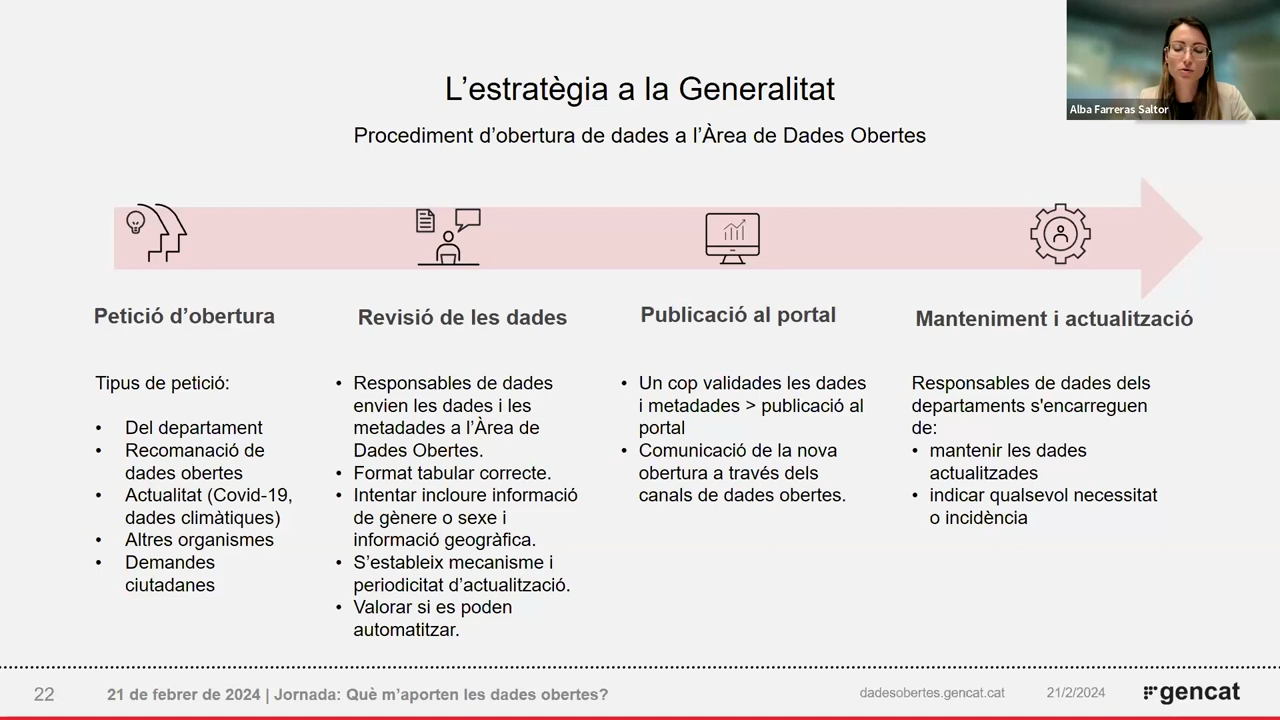 Alba Farreras Saltor
L'estratègia a la Generalitat
Procediment d'obertura de dades a l'Àrea de Dades Obertes
Petició d'obertura
Tipus de petició:
• Del departament
• Recomanació de
dades obertes
• Actualitat (Covid-19,
dades climàtiques)
• Altres organismes
• Demandes
ciutadanes
Revisió de les dades
• Responsables de dades
envien les dades i les
metadades a l'Àrea de
Dades Obertes.
• Format tabular correcte.
• Intentar incloure informació
de gènere o sexe i
informació geogràfica.
• S'estableix mecanisme i
periodicitat d'actualització.
• Valorar si es poden
automatitzar.
Publicació al portal
• Un cop validades les dades
i metadades > publicació al
portal
• Comunicació de la nova
obertura a través dels
canals de dades obertes.
Manteniment i actualització
Responsables de dades dels
departaments s'encarreguen
de:
• mantenir les dades
actualitzades
• indicar qualsevol necessitat
o incidència
22
21 de febrer de 2024 | Jornada: Què m'aporten les dades obertes?
dadesobertes.gencat.cat
21/2/2024
gencat